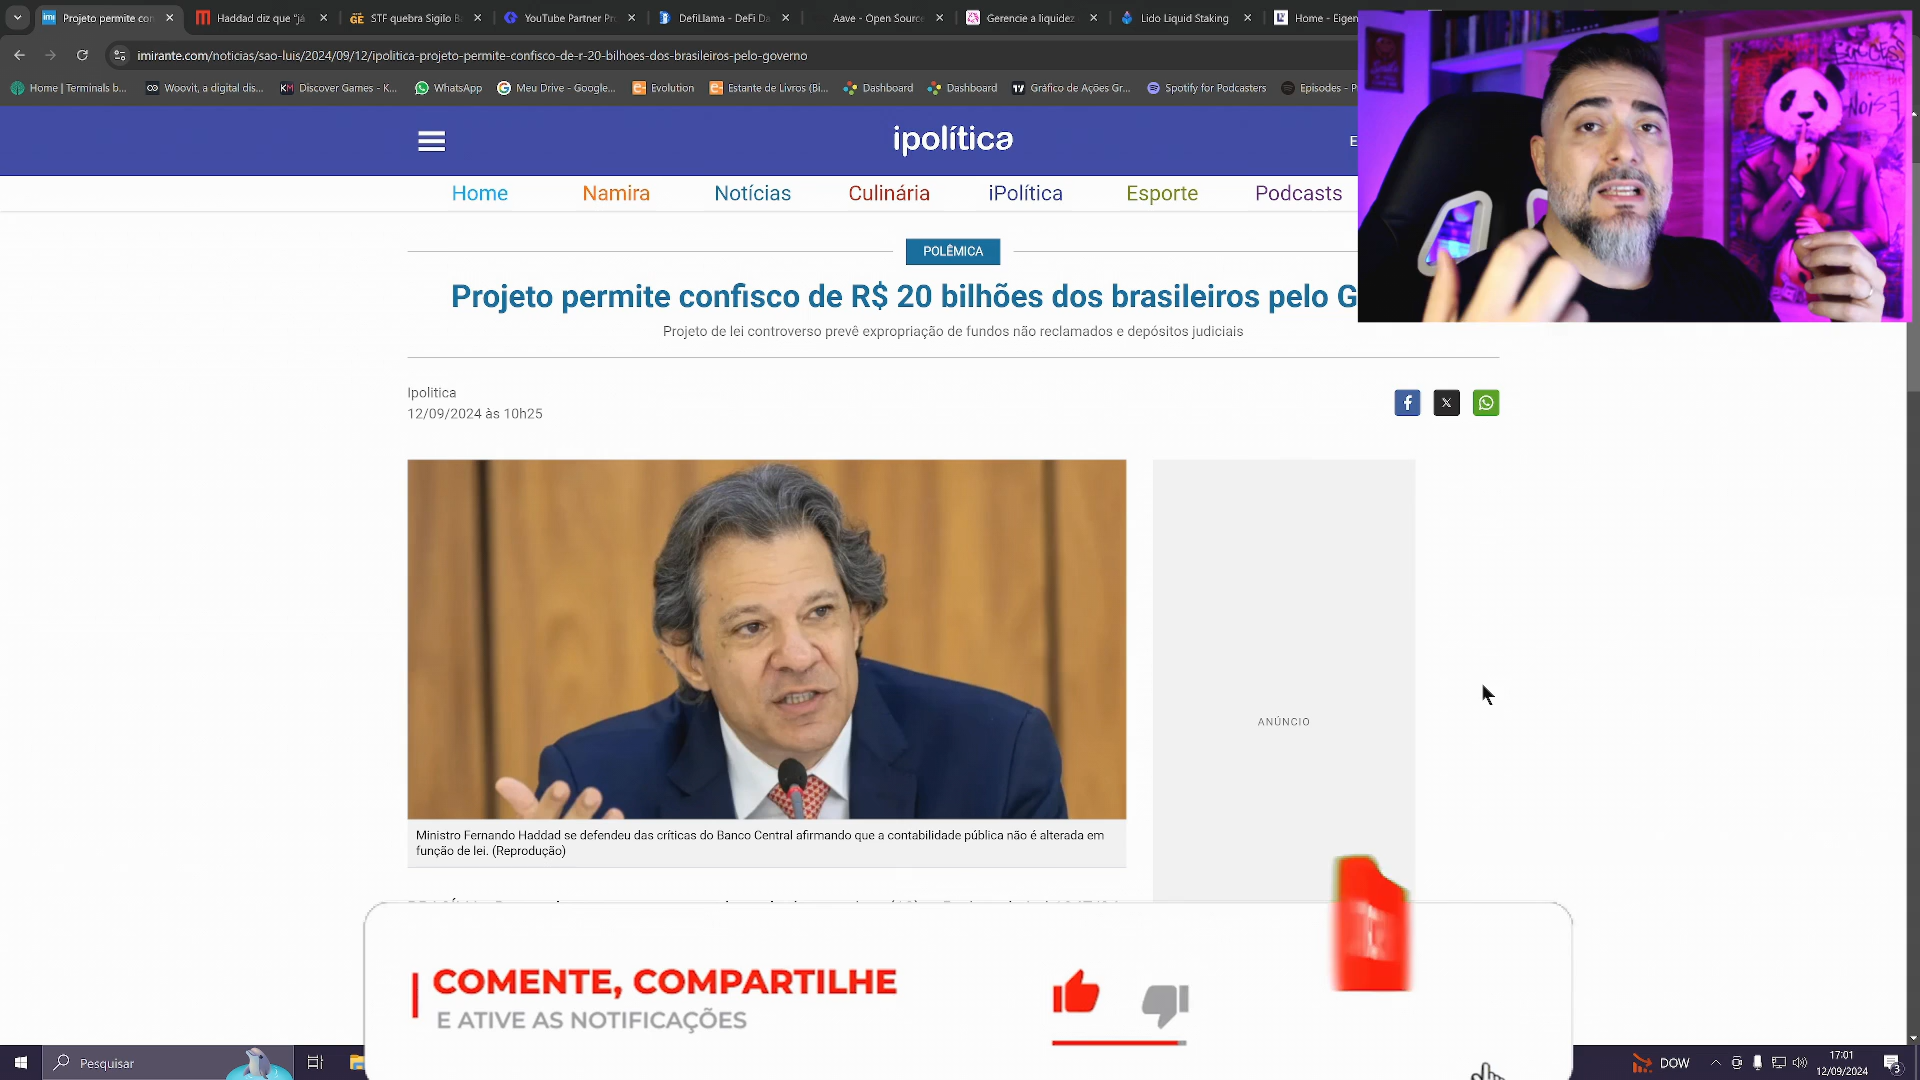 Projeto permite con
Haddad diz que "já
STF quebra Sigilo B
YouTube Partner Pr
DefiLlama - DeFi Da
Aave - Open Source
Gerencie a liquidez
Lido Liquid Staking
Home - Eigen
imirante.com/noticias/sao-luis/2024/09/12/ipolitica-projeto-permite-confisco-de-r-20-bilhoes-dos-brasileiros-pelo-governo
Home | Terminals b...
Woovit, a digital dis...
Discover Games - K...
WhatsApp
Meu Drive - Google...
Evolution
Estante de Livros (Bi...
Dashboard
Dashboard
Gráfico de Ações Gr...
Spotify for Podcasters
Episodes - P
ipolítica
E
Home Namira Notícias Culinária iPolítica Esporte Podcasts
POLÊMICA
Projeto permite confisco de R$ 20 bilhões dos brasileiros pelo G
Projeto de lei controverso prevê expropriação de fundos não reclamados e depósitos judiciais
Ipolitica
12/09/2024 às 10h25
ANÚNCIO
Ministro Fernando Haddad se defendeu das críticas do Banco Central afirmando que a contabilidade pública não é alterada em
função de lei. (Reprodução)
COMENTE, COMPARTILHE
E ATIVE AS NOTIFICAÇÕES
Pesquisar
DOW
17:01
12/09/2024
3